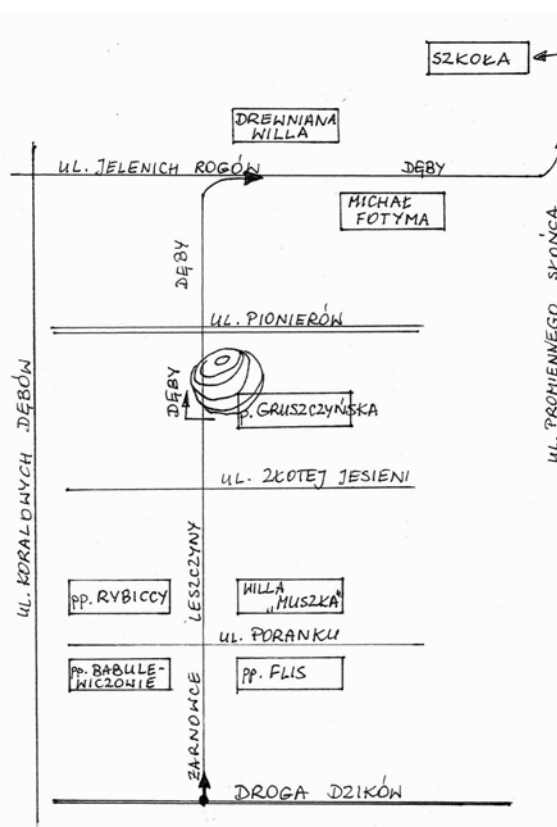 SZKOŁA
DREWNIANA
WILLA
UL. JELENICH ROGÓW
DĘBY
MICHAŁ
FOTYMA
DĘBY
UL. PROMIENNEGO SŁOŃCA
UL. PIONIERÓW
DĘBY
p. GRUSZCZYŃSKA
UL. KORALOWYCH DĘBÓW
UL. ZŁOTEJ JESIENI
LESZCZYNY
pp. RYBICCY
WILLA
„MUSZKA”
UL. PORANKU
pp. BABULE-
WICZOWIE
pp. FLIS
ŻARNOWCE
DROGA DZIKÓW